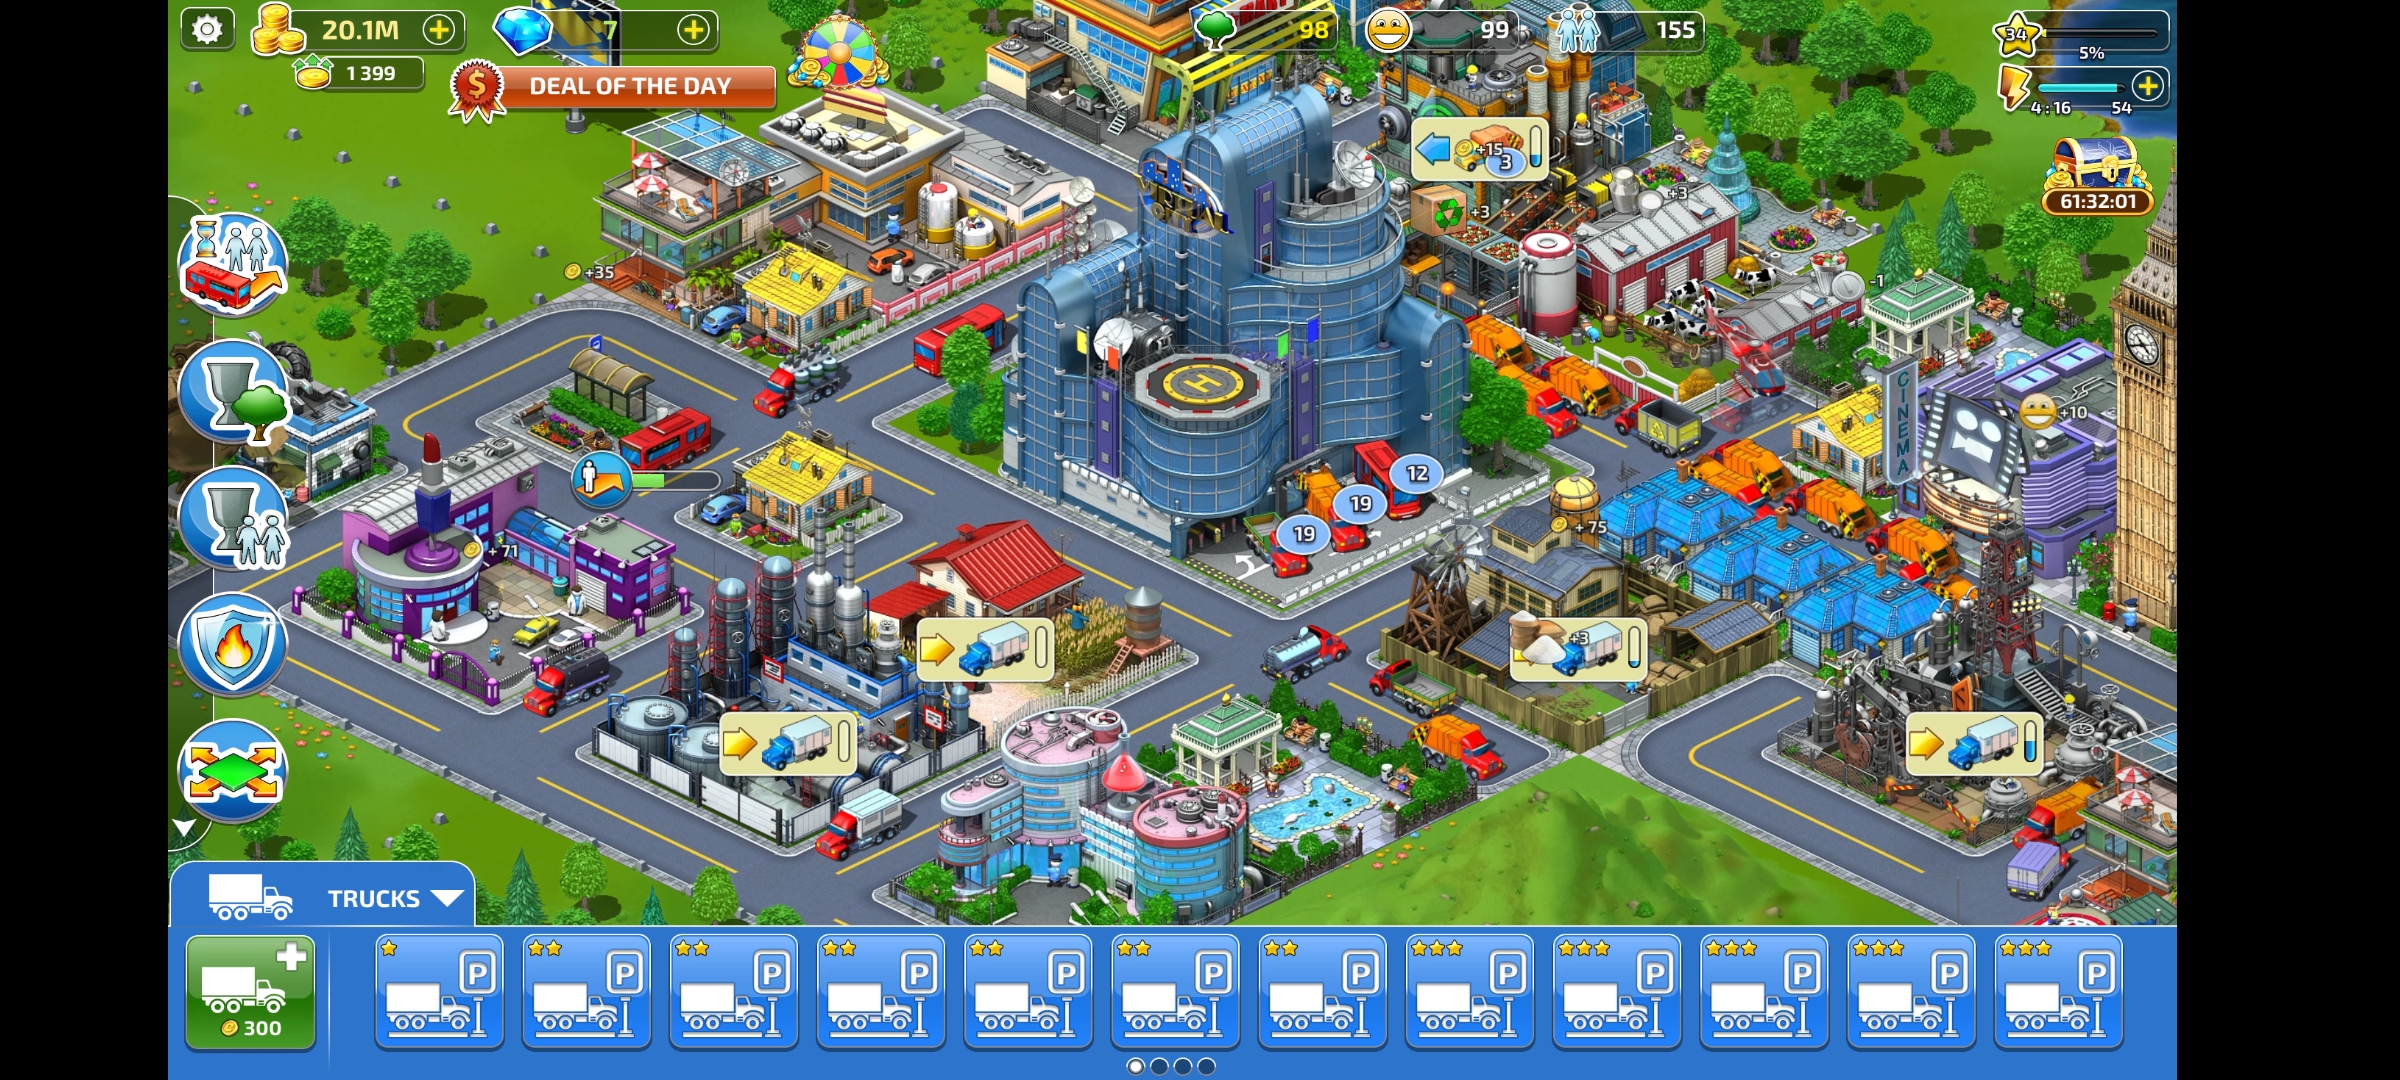 20.1M
7
98
99
155
34
5%
1 399
DEAL OF THE DAY
4:16
54
+15
3
61:32:01
+3
+3
+35
-1
+10
CINEMA
12
19
19
+75
+71
+3
H
TRUCKS
300
P
P
P
P
P
P
P
P
P
P
P
P